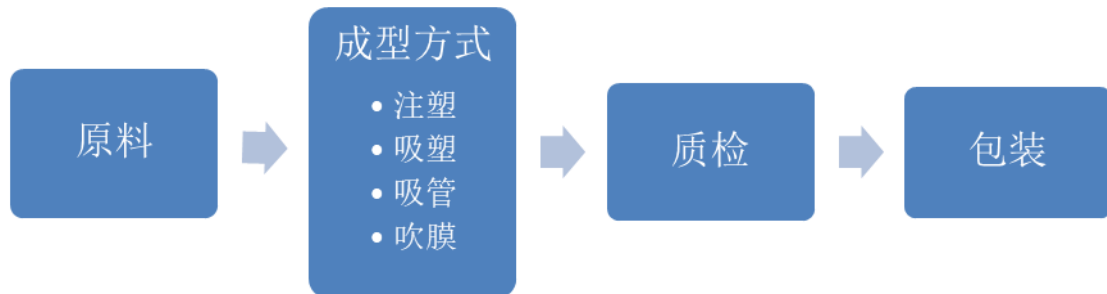 原料
成型方式
• 注塑
• 吸塑
• 吸管
• 吹膜
质检
包装